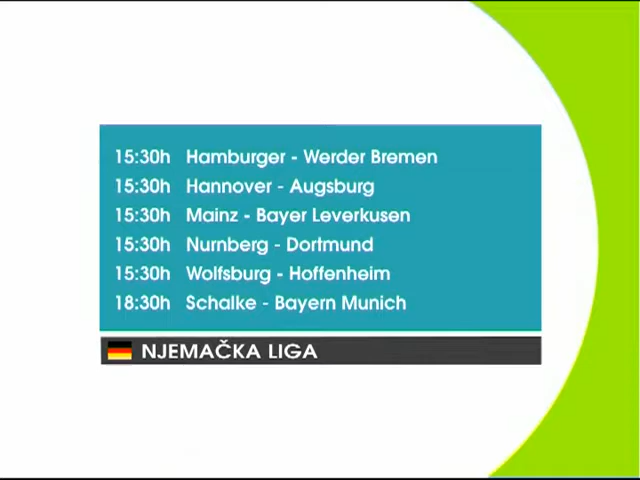 15:30h Hamburger - Werder Bremen
15:30h Hannover - Augsburg
15:30h Mainz - Bayer Leverkusen
15:30h Nurnberg - Dortmund
15:30h Wolfsburg - Hoffenheim
18:30h Schalke - Bayern Munich
NJEMAČKA LIGA